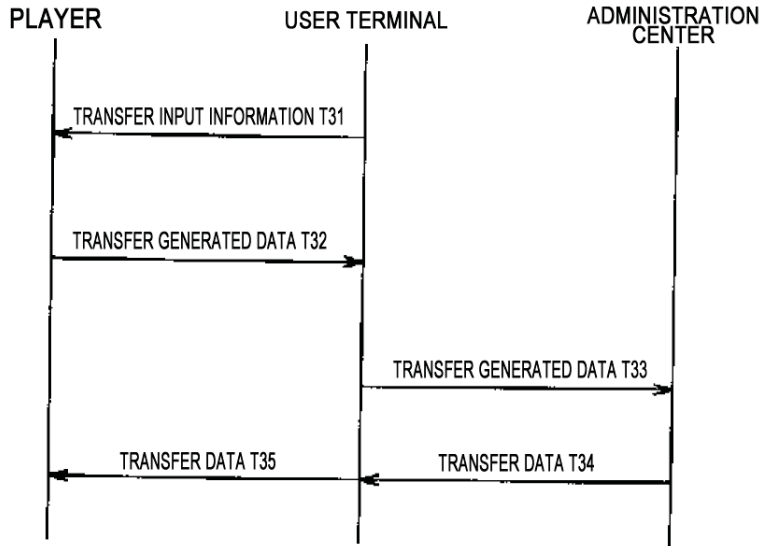 PLAYER
USER TERMINAL
ADMINISTRATION
CENTER
TRANSFER INPUT INFORMATION T31
TRANSFER GENERATED DATA T32
TRANSFER GENERATED DATA T33
TRANSFER DATA T35
TRANSFER DATA T34